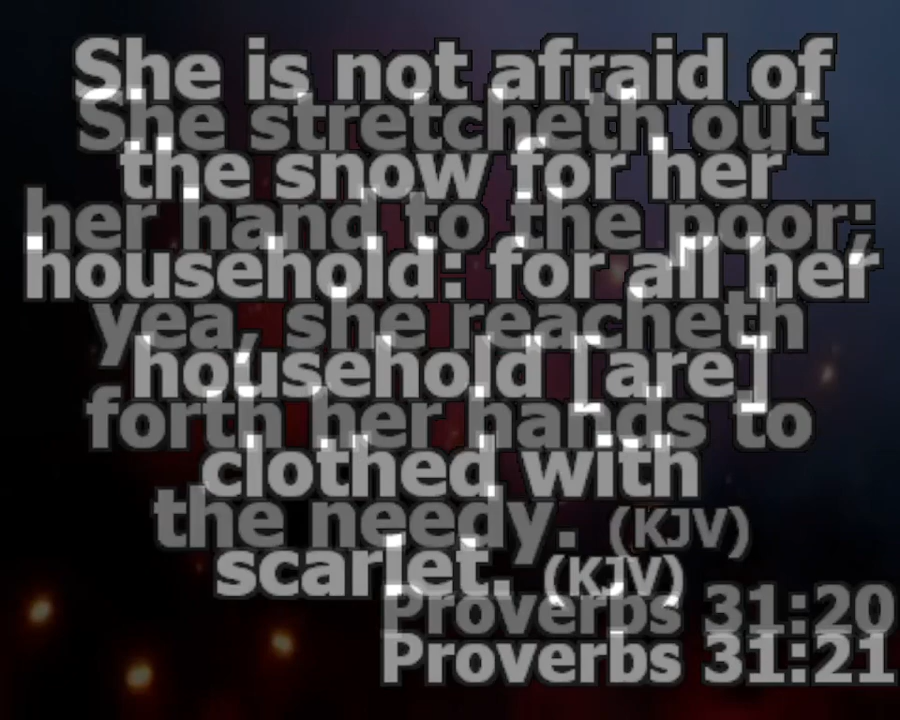 She is not afraid of
She stretcheth out
the snow for her
her hand to the poor;
household: for all her
yea, she reacheth
household [are]
forth her hands to
clothed with
the needy. (KJV)
scarlet. (KJV)
Proverbs 31:20
Proverbs 31:21